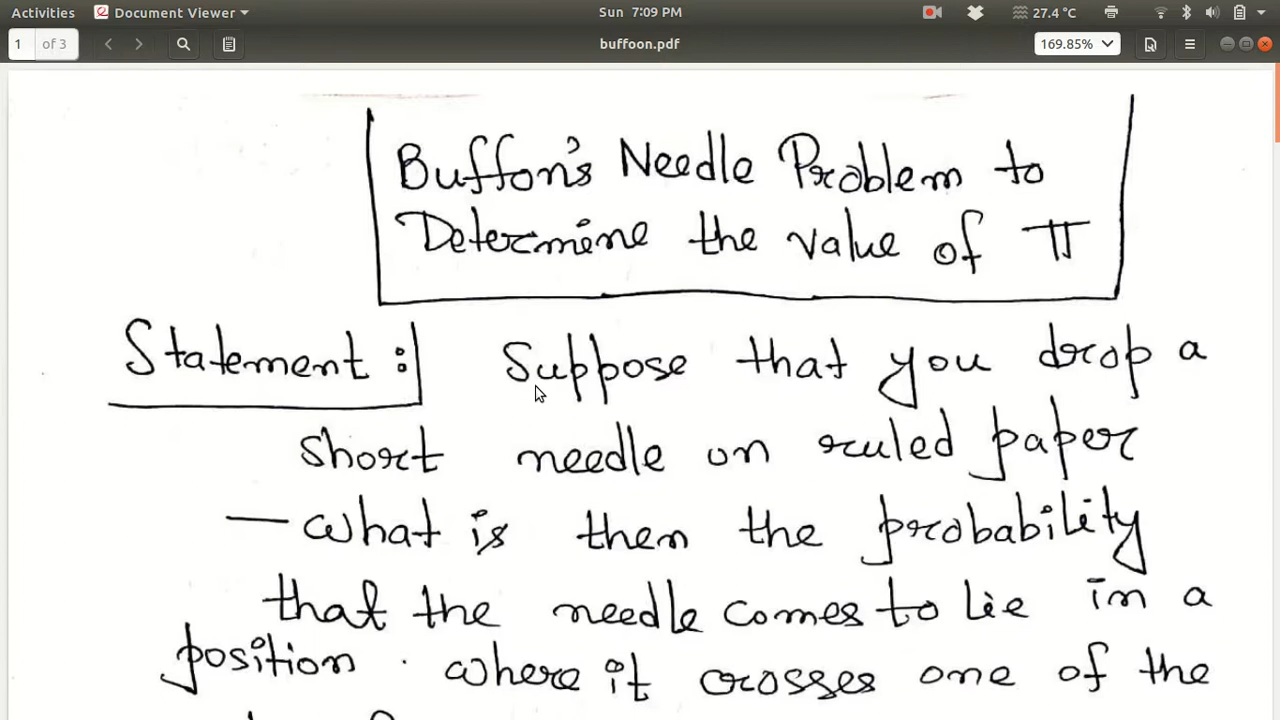 Activities Document Viewer Sun 7:09 PM 27.4 °C
1 of 3 buffoon.pdf 169.85%
Buffon's Needle Problem to
Determine the value of π
Statement : Suppose that you drop a
short needle on ruled paper
— what is then the probability
that the needle comes to lie in a
position where it crosses one of the